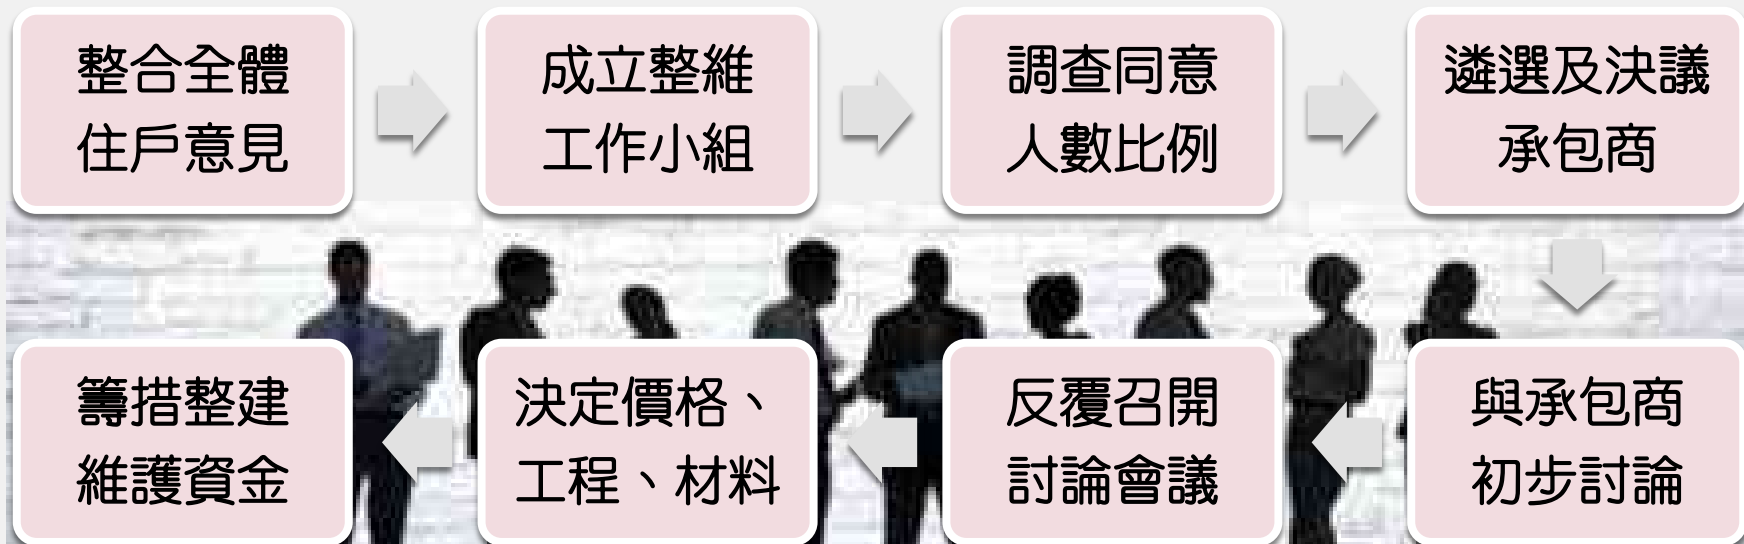 整合全體
住戶意見
成立整維
工作小組
調查同意
人數比例
遴選及決議
承包商
與承包商
初步討論
反覆召開
討論會議
決定價格、
工程、材料
籌措整建
維護資金